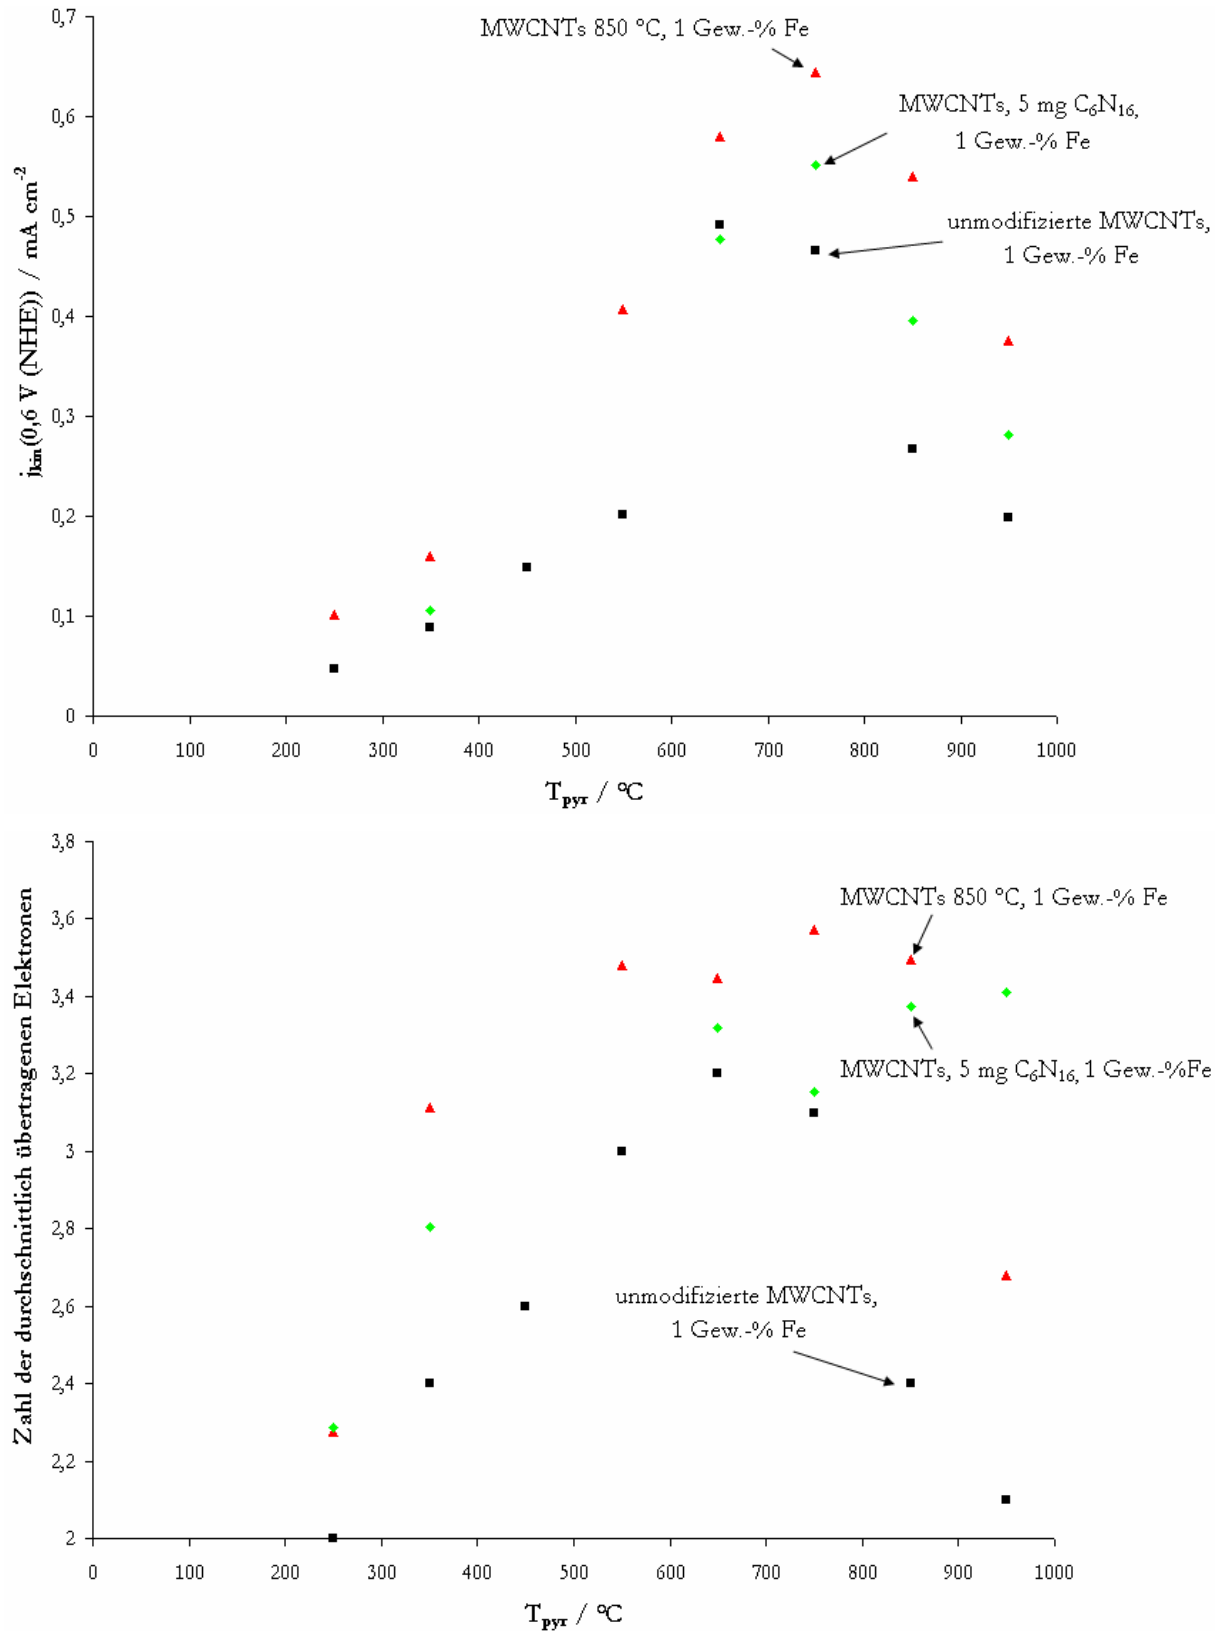 0,7
MWCNTs 850 °C, 1 Gew.-% Fe
0,6
MWCNTs, 5 mg C₆N₁₆,
1 Gew.-% Fe
0,5
unmodifizierte MWCNTs,
1 Gew.-% Fe
0,4
0,3
0,2
0,1
0
jₖᵢₙ(0,6 V (NHE)) / mA cm⁻²
0 100 200 300 400 500 600 700 800 900 1000
Tpyr / °C
3,8
MWCNTs 850 °C, 1 Gew.-% Fe
3,6
3,4
3,2
MWCNTs, 5 mg C₆N₁₆, 1 Gew.-%Fe
3
2,8
2,6
unmodifizierte MWCNTs,
1 Gew.-% Fe
2,4
2,2
2
Zahl der durchschnittlich übertragenen Elektronen
0 100 200 300 400 500 600 700 800 900 1000
Tpyr / °C